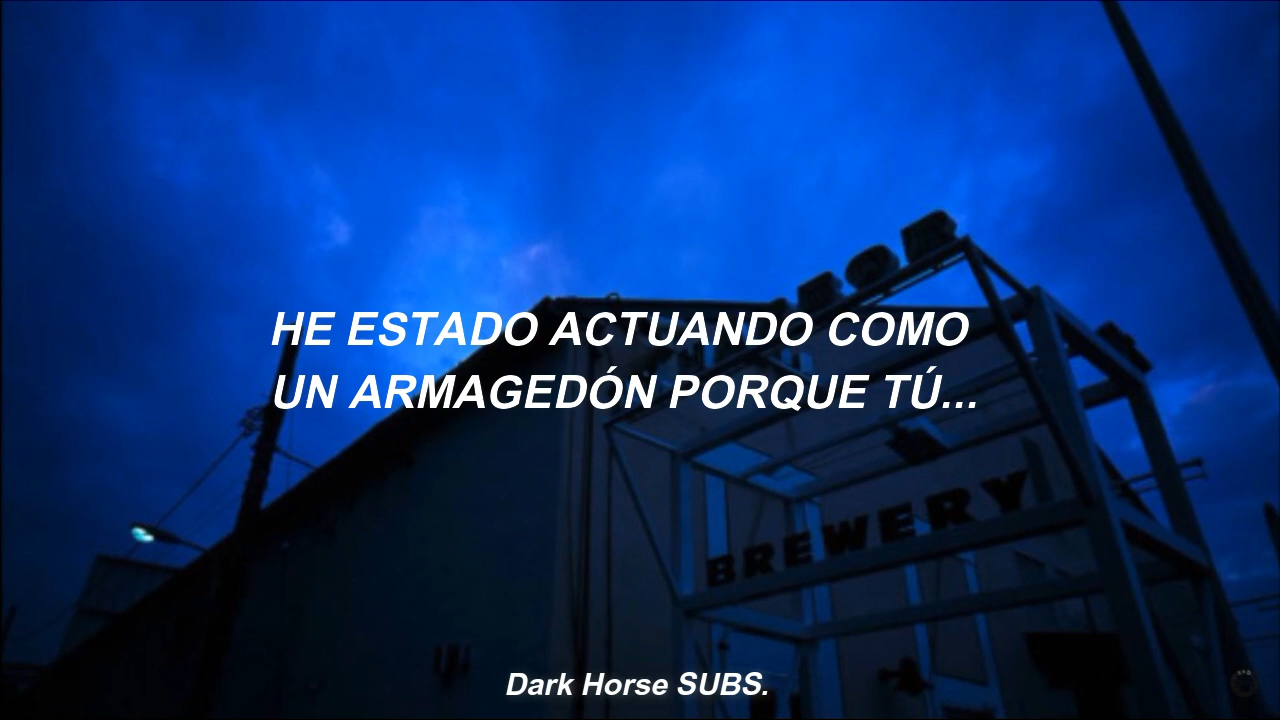 HE ESTADO ACTUANDO COMO
UN ARMAGEDÓN PORQUE TÚ...
BREWERY
Dark Horse SUBS.